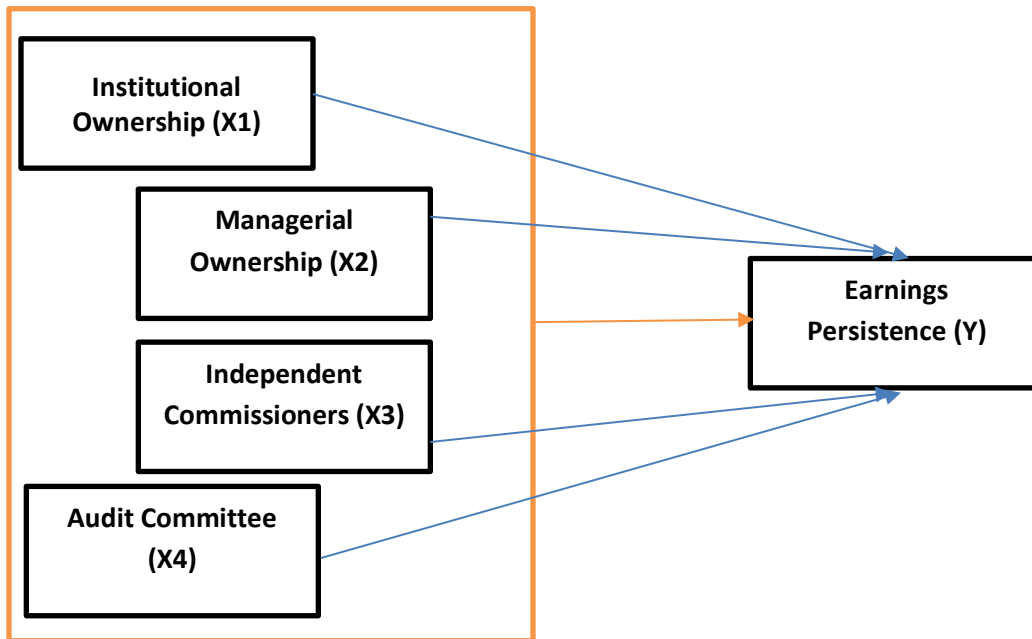 Institutional
Ownership (X1)
Managerial
Ownership (X2)
Independent
Commissioners (X3)
Audit Committee
(X4)
Earnings
Persistence (Y)